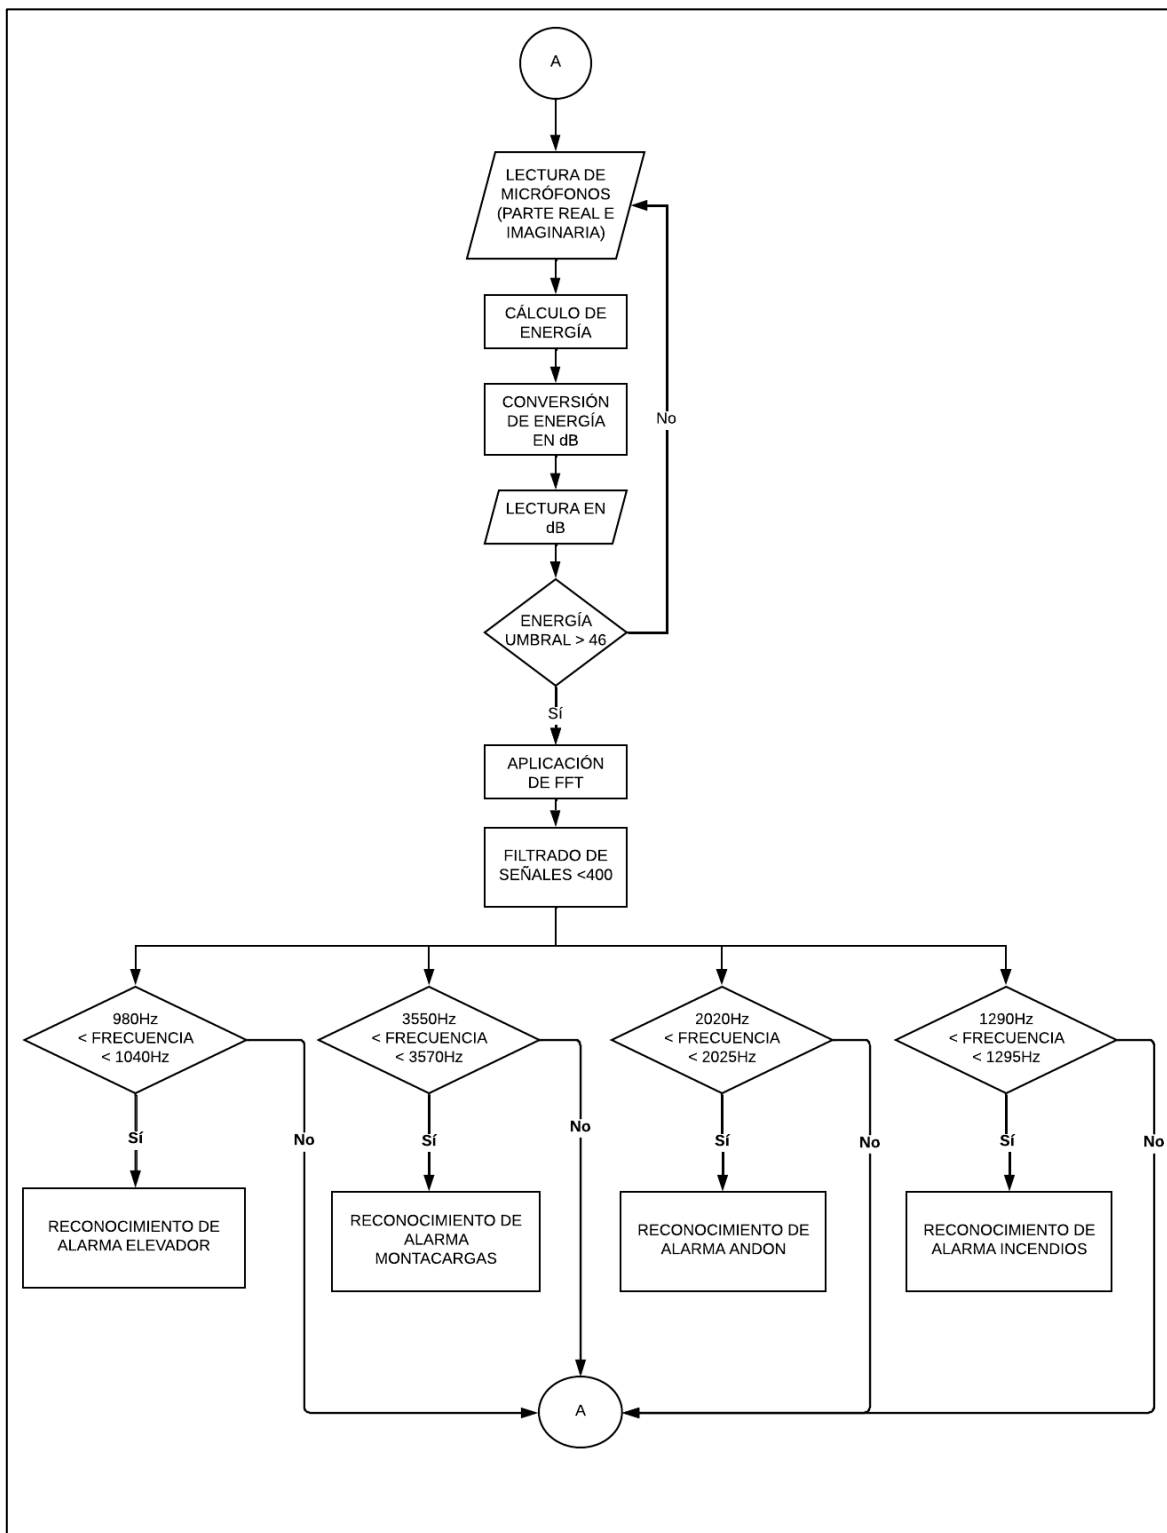 A
LECTURA DE
MICRÓFONOS
(PARTE REAL E
IMAGINARIA)
CÁLCULO DE
ENERGÍA
CONVERSIÓN
DE ENERGÍA
EN dB
No
LECTURA EN
dB
ENERGÍA
UMBRAL > 46
Sí
APLICACIÓN
DE FFT
FILTRADO DE
SEÑALES <400
980Hz
< FRECUENCIA
< 1040Hz
3550Hz
< FRECUENCIA
< 3570Hz
2020Hz
< FRECUENCIA
< 2025Hz
1290Hz
< FRECUENCIA
< 1295Hz
Sí
No
Sí
No
Sí
No
Sí
No
RECONOCIMIENTO DE
ALARMA ELEVADOR
RECONOCIMIENTO DE
ALARMA
MONTACARGAS
RECONOCIMIENTO DE
ALARMA ANDON
RECONOCIMIENTO DE
ALARMA INCENDIOS
A